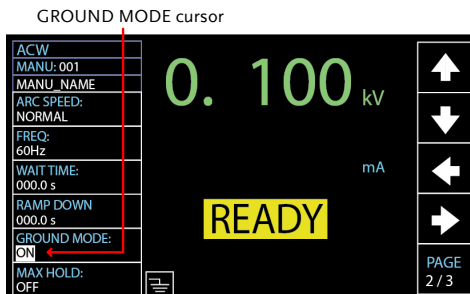 GROUND MODE cursor
ACW
MANU: 001
MANU_NAME
ARC SPEED:
NORMAL
FREQ:
60Hz
WAIT TIME:
000.0 s
RAMP DOWN
000.0 s
GROUND MODE:
ON
MAX HOLD:
OFF
0. 100 kV
mA
READY
PAGE
2 / 3